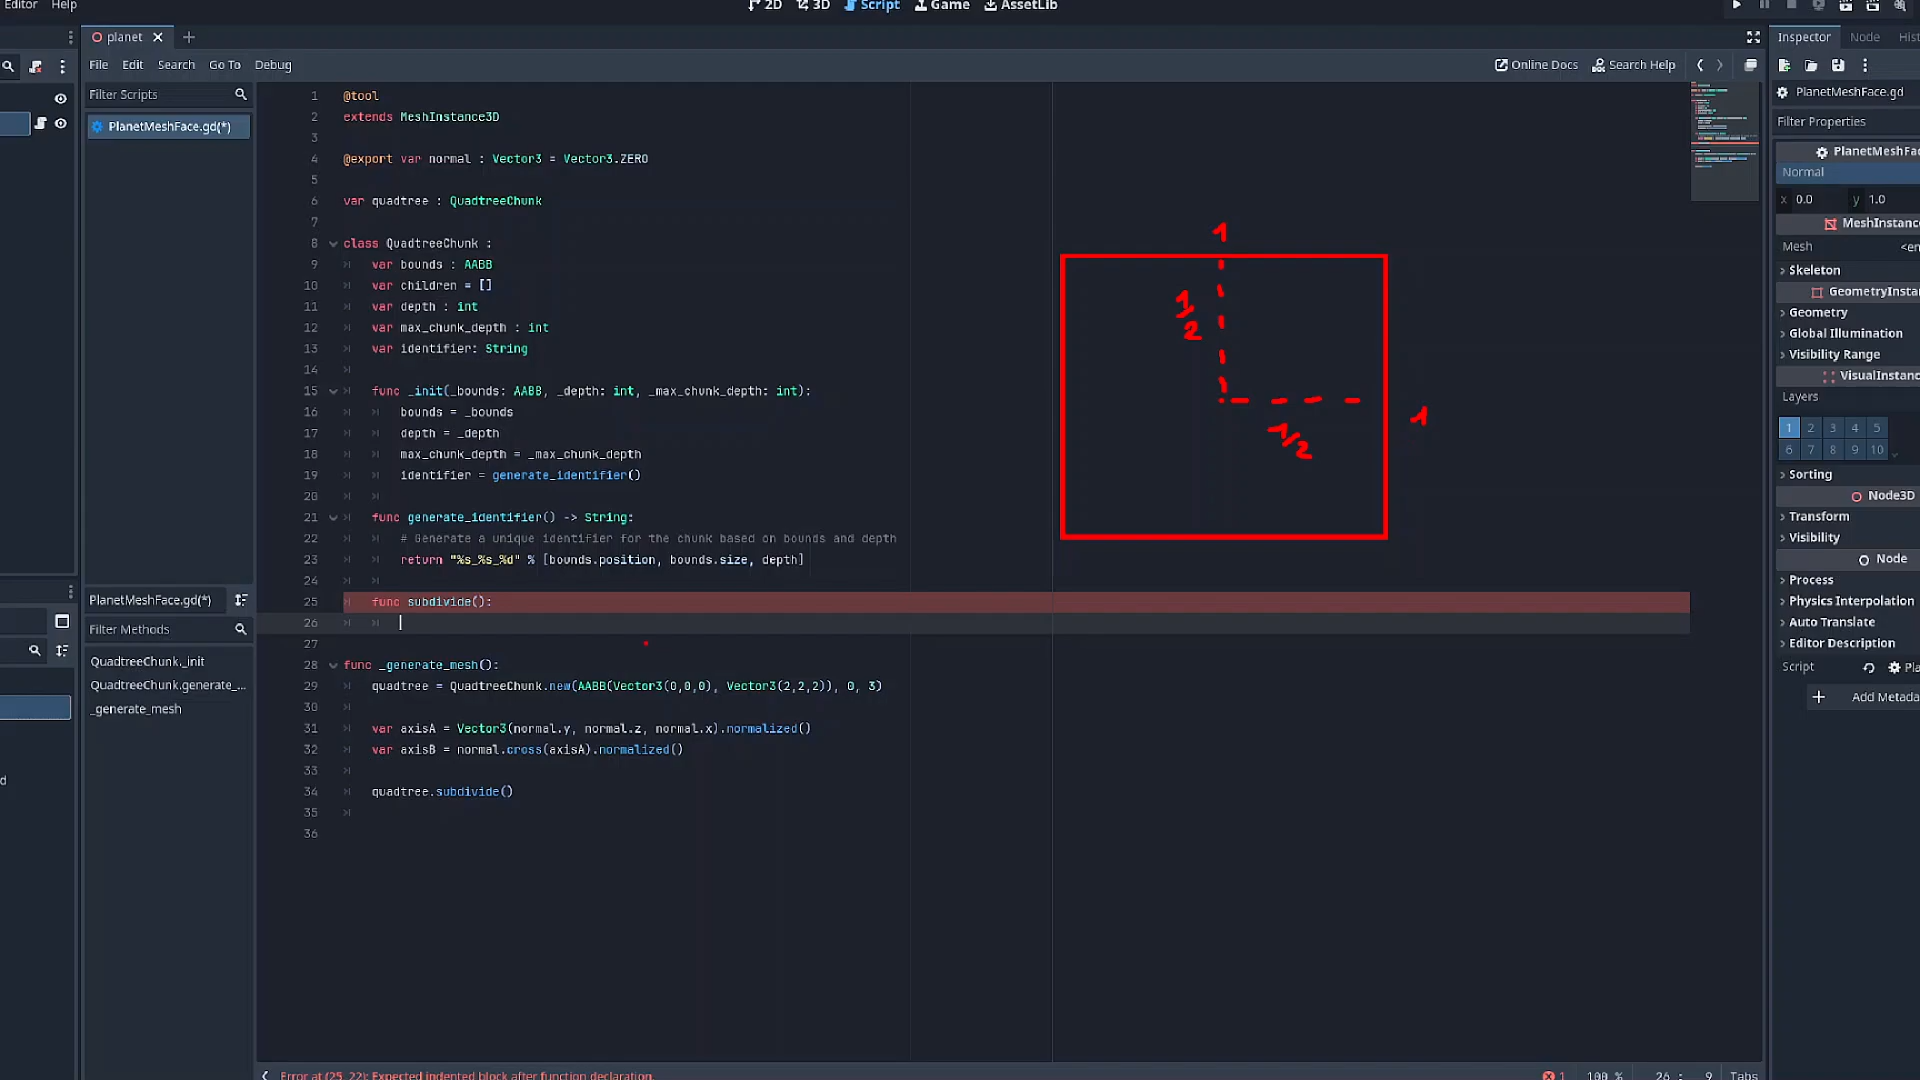 Editor Help
2D 3D Script Game AssetLib
planet
File Edit Search Go To Debug
Online Docs Search Help
Filter Scripts
PlanetMeshFace.gd(*)
1 @tool
2 extends MeshInstance3D
3
4 @export var normal : Vector3 = Vector3.ZERO
5
6 var quadtree : QuadtreeChunk
7
8 class QuadtreeChunk :
9 var bounds : AABB
10 var children = []
11 var depth : int
12 var max_chunk_depth : int
13 var identifier: String
14
15 func _init(_bounds: AABB, _depth: int, _max_chunk_depth: int):
16 bounds = _bounds
17 depth = _depth
18 max_chunk_depth = _max_chunk_depth
19 identifier = generate_identifier()
20
21 func generate_identifier() -> String:
22 # Generate a unique identifier for the chunk based on bounds and depth
23 return "%s_%s_%d" % [bounds.position, bounds.size, depth]
24
25 func subdivide():
26
27
28 func _generate_mesh():
29 quadtree = QuadtreeChunk.new(AABB(Vector3(0,0,0), Vector3(2,2,2)), 0, 3)
30
31 var axisA = Vector3(normal.y, normal.z, normal.x).normalized()
32 var axisB = normal.cross(axisA).normalized()
33
34 quadtree.subdivide()
35
36
1
1/2
1/2
1
PlanetMeshFace.gd(*)
Filter Methods
QuadtreeChunk._init
QuadtreeChunk.generate_...
_generate_mesh
d
Error at (25, 22): Expected indented block after function declaration.
1 100 % 26 : 9 Tabs
Inspector Node Hist
PlanetMeshFace.gd
Filter Properties
PlanetMeshFac
Normal
x 0.0 y 1.0
MeshInstanc
Mesh <en
Skeleton
GeometryInsta
Geometry
Global Illumination
Visibility Range
VisualInstanc
Layers
1 2 3 4 5
6 7 8 9 10
Sorting
Node3D
Transform
Visibility
Node
Process
Physics Interpolation
Auto Translate
Editor Description
Script Pla
Add Metada